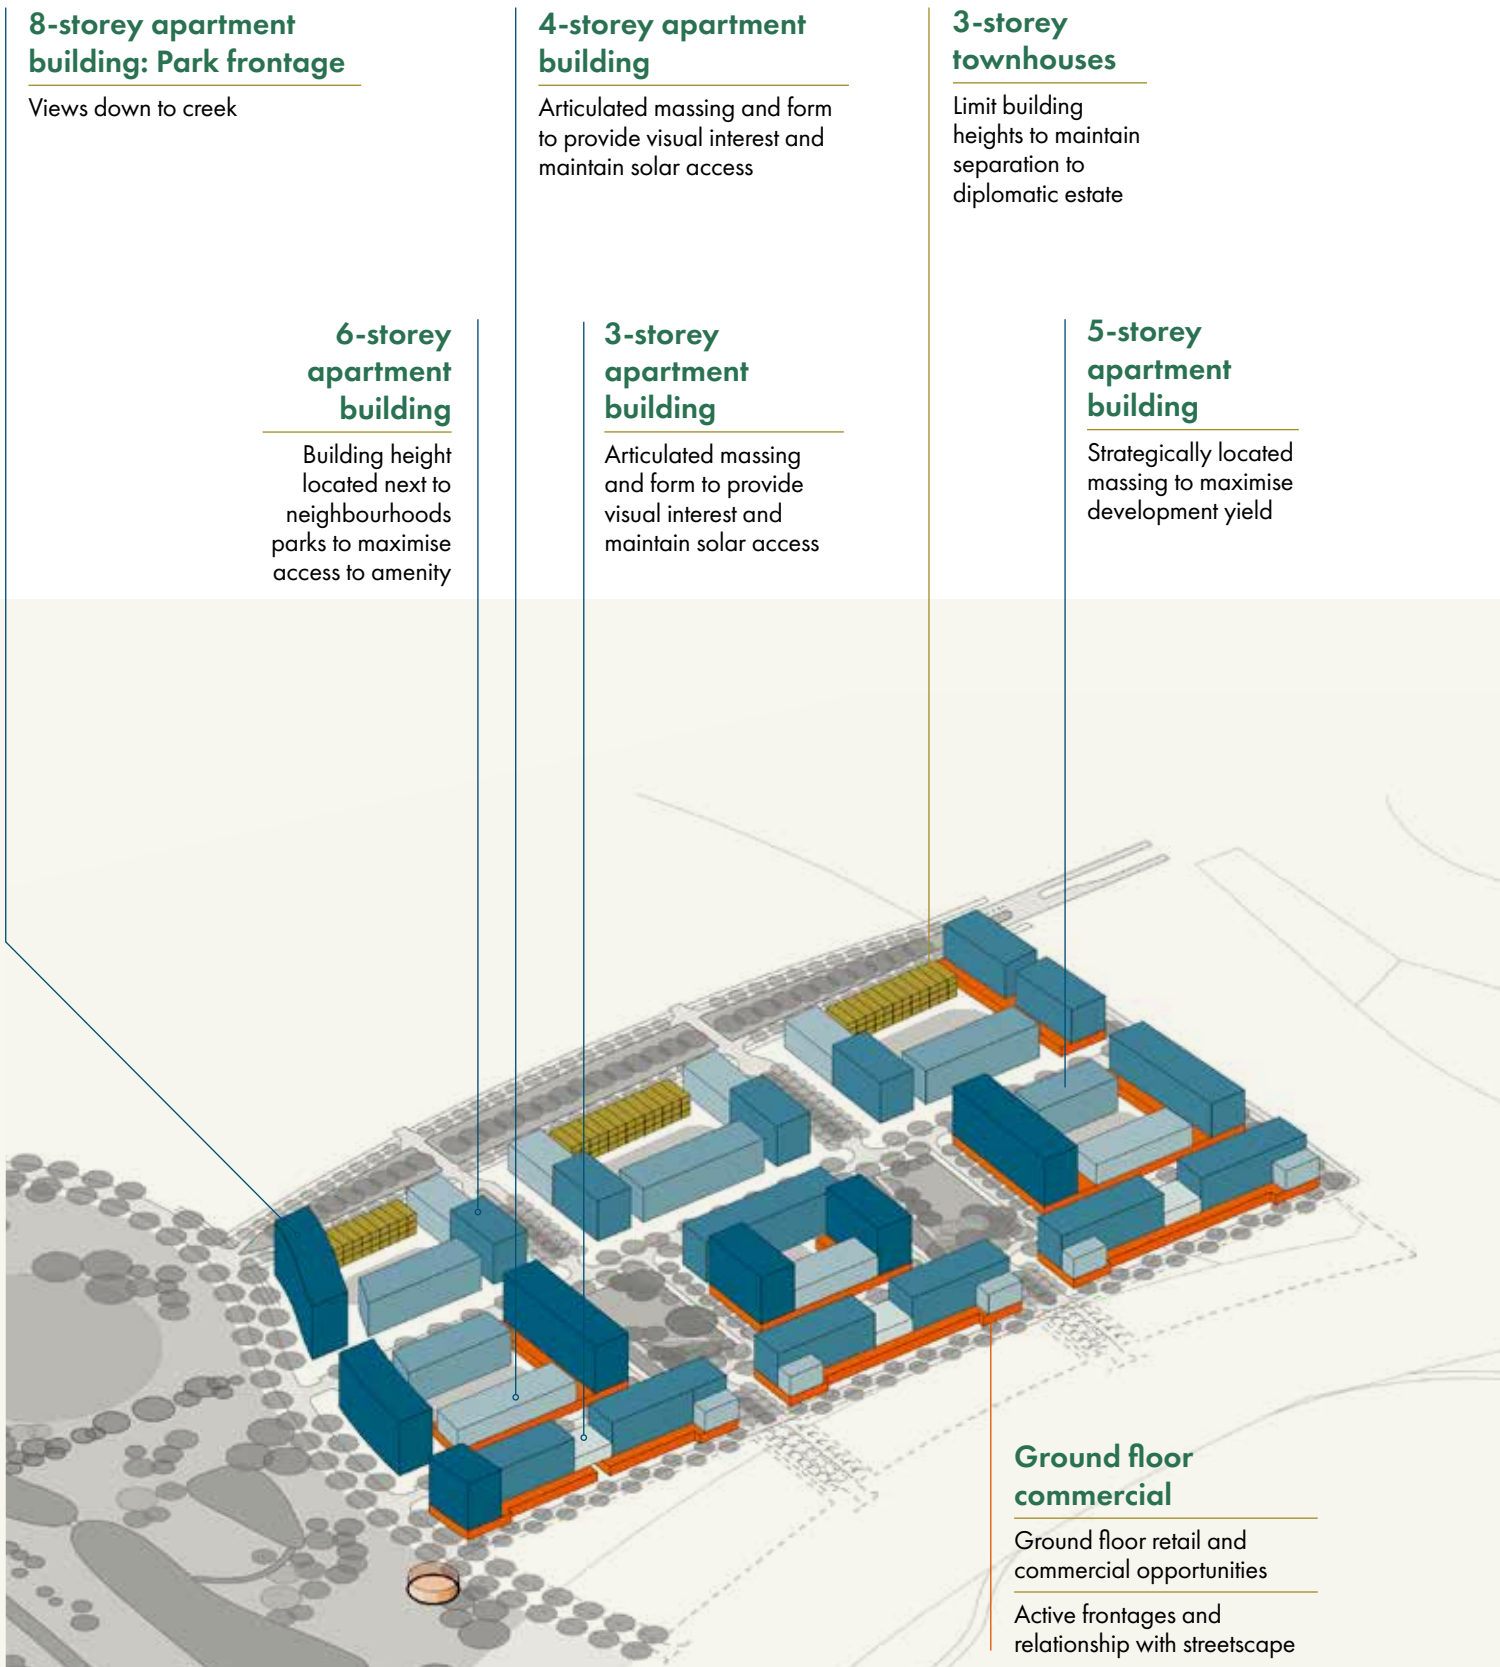 8-storey apartment
building: Park frontage
Views down to creek
4-storey apartment
building
Articulated massing and form
to provide visual interest and
maintain solar access
3-storey
townhouses
Limit building
heights to maintain
separation to
diplomatic estate
6-storey
apartment
building
Building height
located next to
neighbourhoods
parks to maximise
access to amenity
3-storey
apartment
building
Articulated massing
and form to provide
visual interest and
maintain solar access
5-storey
apartment
building
Strategically located
massing to maximise
development yield
Ground floor
commercial
Ground floor retail and
commercial opportunities
Active frontages and
relationship with streetscape